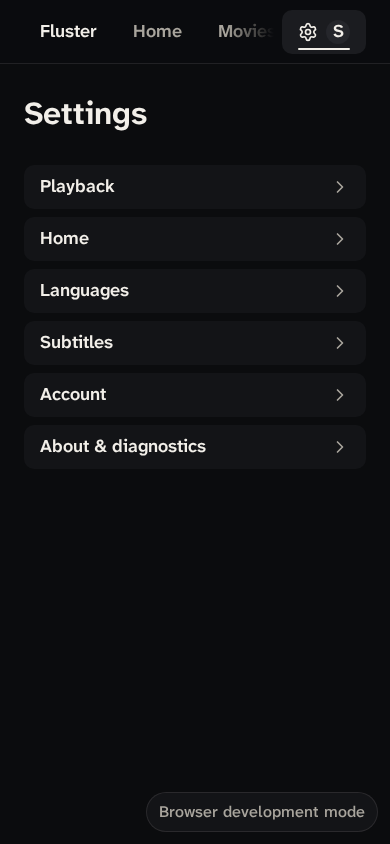 Fluster Home Movies S
Settings
Playback
Home
Languages
Subtitles
Account
About & diagnostics
Browser development mode